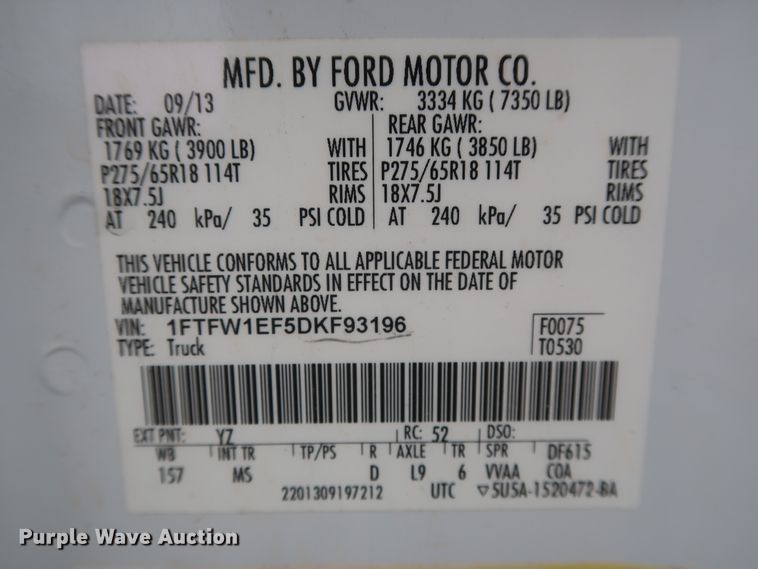 MFD. BY FORD MOTOR CO.
DATE: 09/13 GVWR: 3334 KG ( 7350 LB)
FRONT GAWR: REAR GAWR:
1769 KG ( 3900 LB) WITH 1746 KG ( 3850 LB) WITH
P275/65R18 114T TIRES P275/65R18 114T TIRES
18X7.5J RIMS 18X7.5J RIMS
AT 240 kPa/ 35 PSI COLD AT 240 kPa/ 35 PSI COLD
THIS VEHICLE CONFORMS TO ALL APPLICABLE FEDERAL MOTOR
VEHICLE SAFETY STANDARDS IN EFFECT ON THE DATE OF
MANUFACTURE SHOWN ABOVE.
VIN: 1FTFW1EF5DKF93196 F0075
TYPE: Truck T0530
EXT PNT: YZ RC: 52 DSO:
WB INT TR TP/PS R AXLE TR SPR DF615
157 MS D L9 6 VVAA COA
2201309197212 UTC ▽5U5A-1520472-BA
Purple Wave Auction